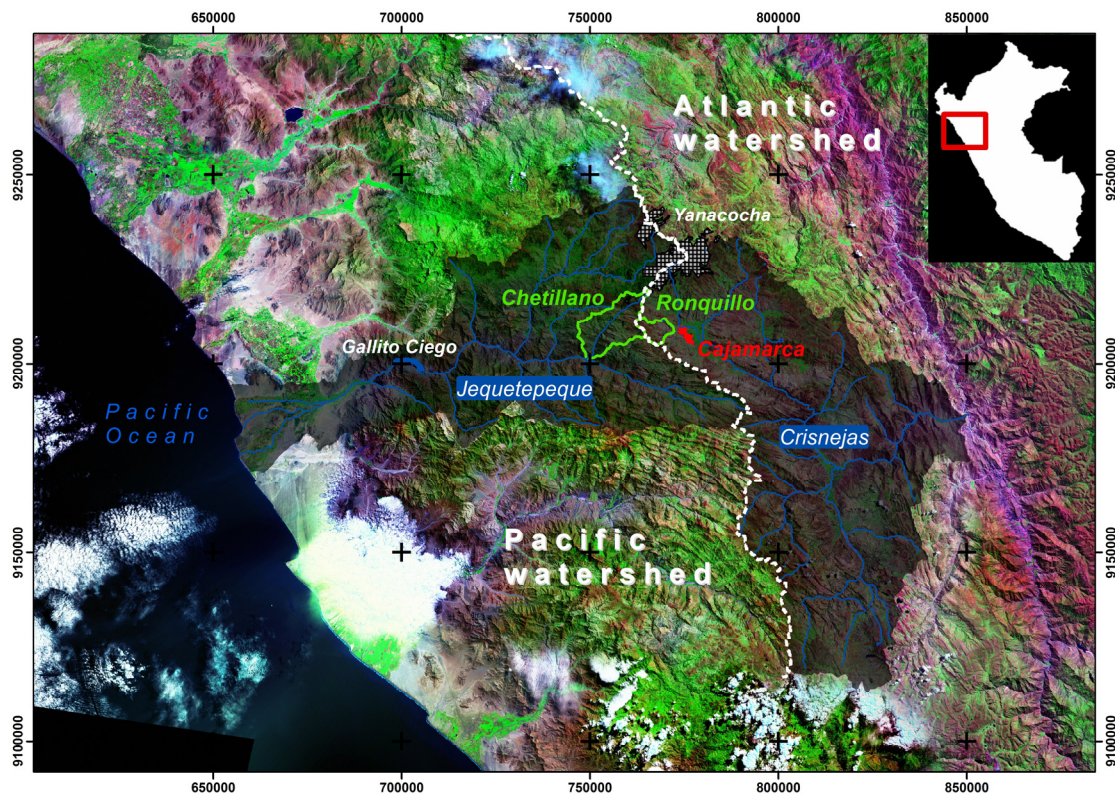 650000 700000 750000 800000 850000
Atlantic
watershed
9250000 9250000
Yanacocha
Chetillano Ronquillo
Gallito Ciego Cajamarca
9200000 9200000
Jequetepeque
Pacific
Ocean
Crisnejas
Pacific
watershed
9150000 9150000
9100000 9100000
650000 700000 750000 800000 850000